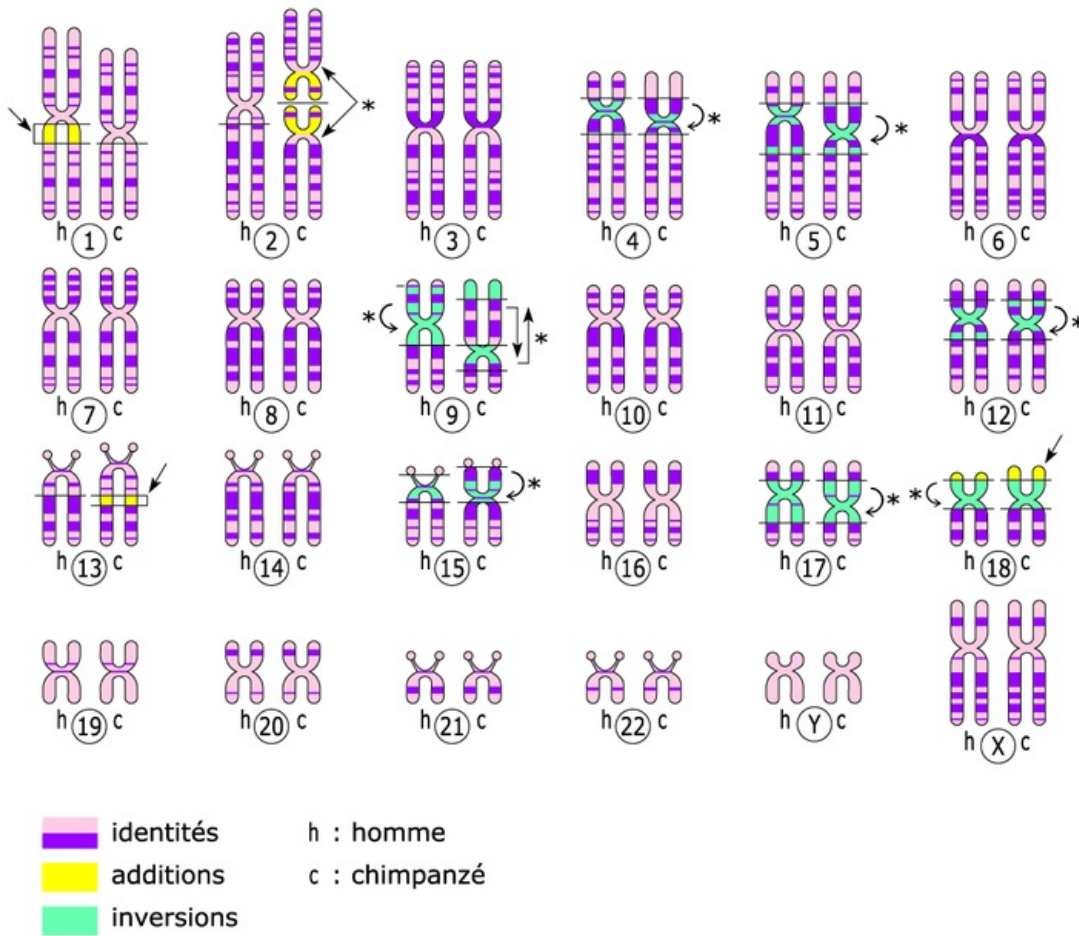 *
h 1 c
h 2 c
h 3 c
* 
h 4 c
*
h 5 c
h 6 c
h 7 c
h 8 c
* *
h 9 c
h 10 c
h 11 c
*
h 12 c
h 13 c
h 14 c
*
h 15 c
h 16 c
*
h 17 c
*
h 18 c
h 19 c
h 20 c
h 21 c
h 22 c
h Y c
h X c
identités h : homme
additions c : chimpanzé
inversions